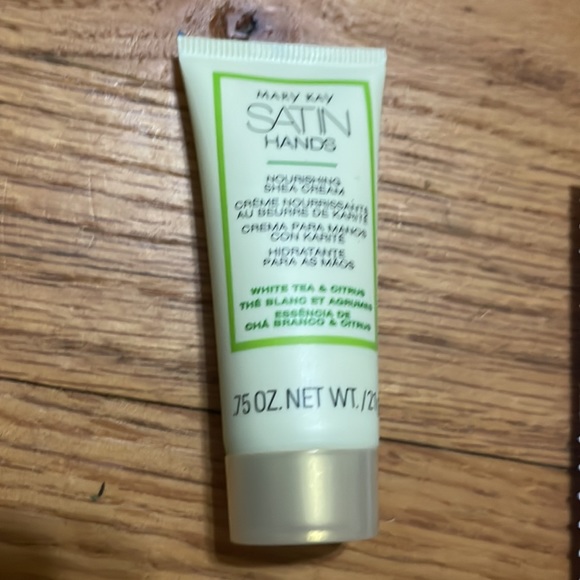 MARY KAY
SATIN
HANDS
NOURISHING
SHEA CREAM
CRÈME NOURRISSANTE
AU BEURRE DE KARITÉ
CREMA PARA MANOS
CON KARITÉ
HIDRATANTE
PARA AS MÃOS
WHITE TEA & CITRUS
THÉ BLANC ET AGRUMES
ESSÊNCIA DE
CHÁ BRANCO & CITRUS
.75 OZ. NET WT. / 21